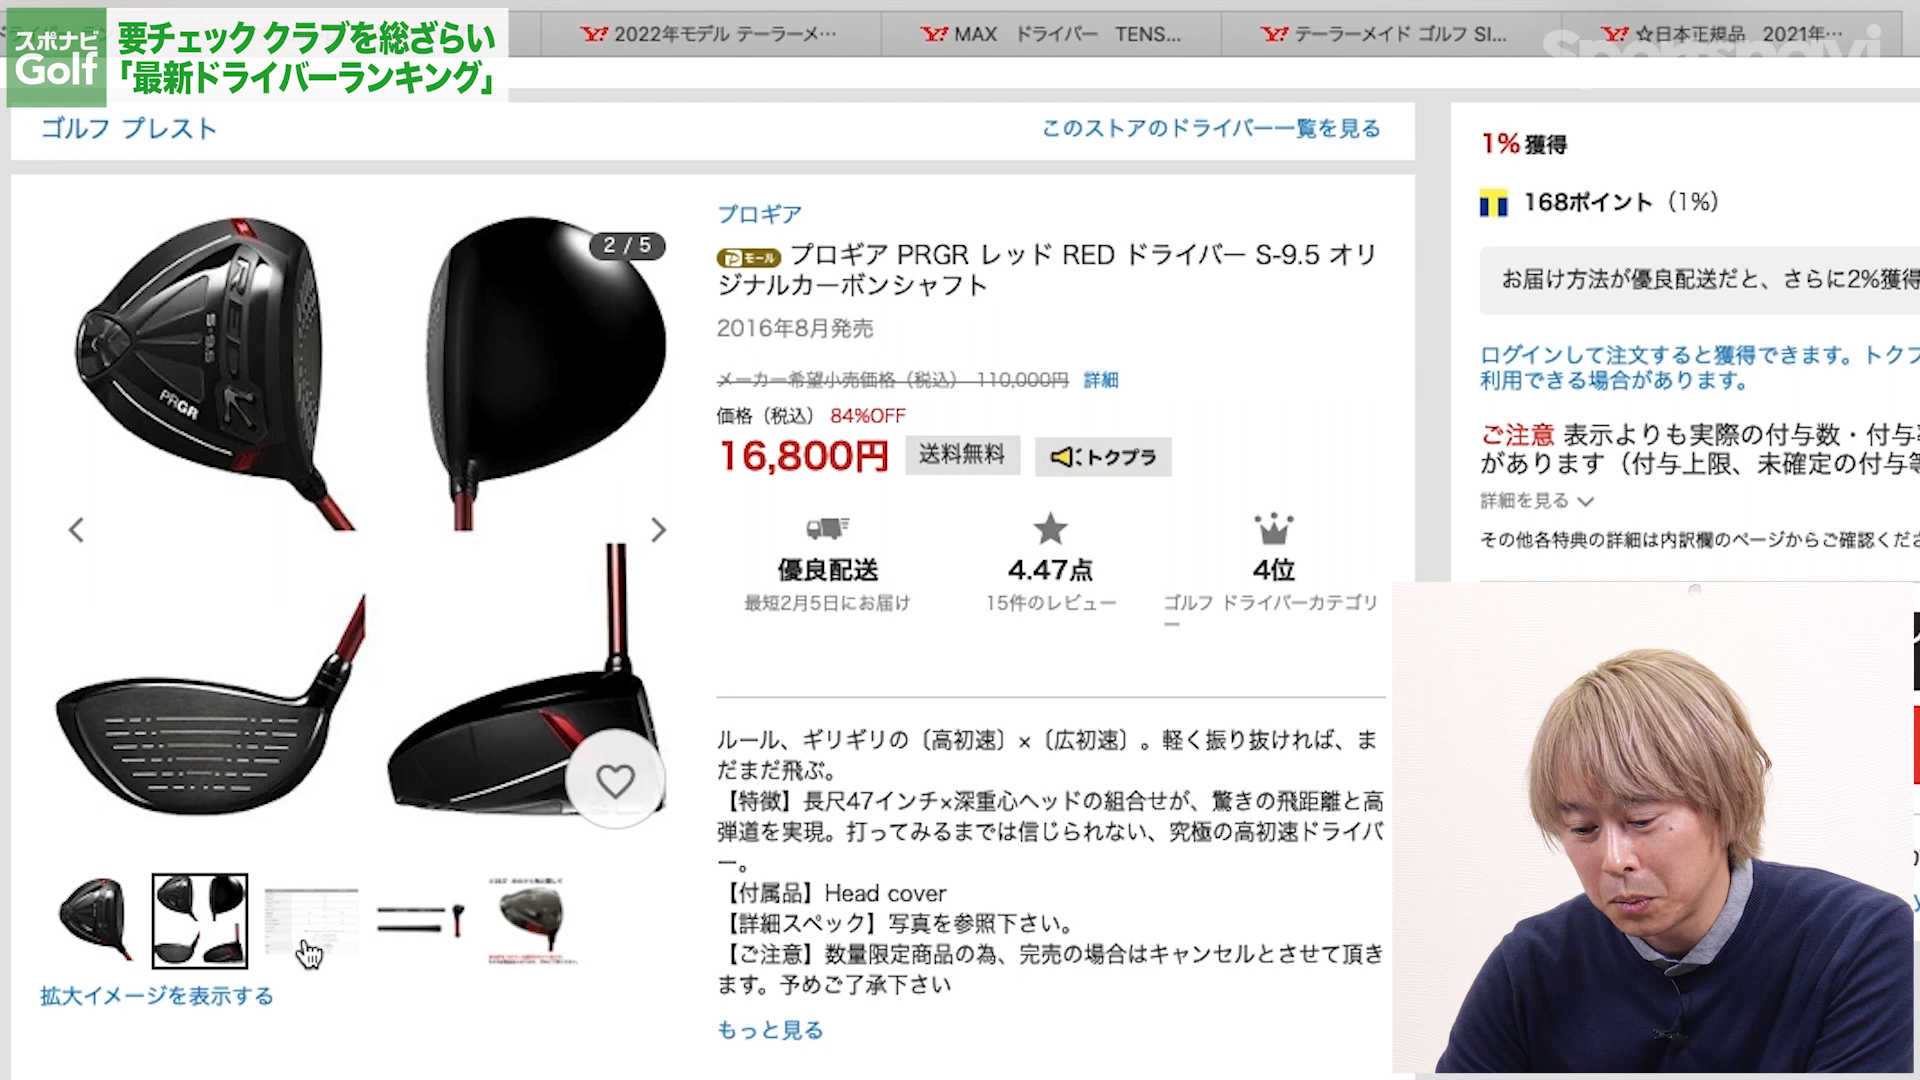 スポナビ
Golf
要チェック クラブを総ざらい
「最新ドライバーランキング」
2022年モデル テーラーメ…
MAX ドライバー TENS...
テーラーメイド ゴルフ SI...
☆日本正規品 2021年…
Sportsnavi
ゴルフ プレスト
このストアのドライバー一覧を見る
2 / 5
RED
S-9.5
PRGR
プロギア
モール プロギア PRGR レッド RED ドライバー S-9.5 オリ
ジナルカーボンシャフト
2016年8月発売
メーカー希望小売価格（税込） 110,000円 詳細
価格（税込） 84%OFF
16,800円 送料無料 トクプラ
優良配送
最短2月5日にお届け
4.47点
15件のレビュー
4位
ゴルフ ドライバーカテゴリ
ー
ルール、ギリギリの〔高初速〕×〔広初速〕。軽く振り抜ければ、ま
だまだ飛ぶ。
【特徴】長尺47インチ×深重心ヘッドの組合せが、驚きの飛距離と高
弾道を実現。打ってみるまでは信じられない、究極の高初速ドライバ
ー。
【付属品】Head cover
【詳細スペック】写真を参照下さい。
【ご注意】数量限定商品の為、完売の場合はキャンセルとさせて頂き
ます。予めご了承下さい
もっと見る
拡大イメージを表示する
1%獲得
168ポイント（1%）
お届け方法が優良配送だと、さらに2%獲得
ログインして注文すると獲得できます。トクプ
利用できる場合があります。
ご注意 表示よりも実際の付与数・付与率
があります（付与上限、未確定の付与等
詳細を見る
その他各特典の詳細は内訳欄のページからご確認くださ